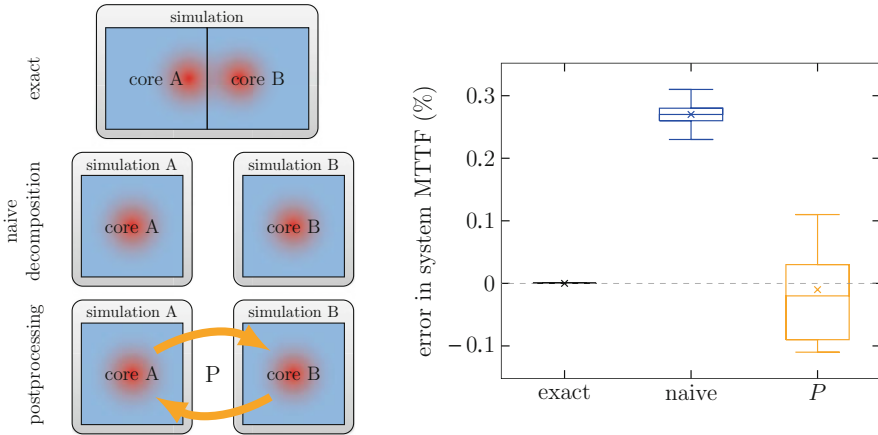 simulation
exact
core A
core B
naive
decomposition
simulation A
core A
simulation B
core B
postprocessing
simulation A
core A
P
simulation B
core B
error in system MTTF (%)
0.3
0.2
0.1
0
−0.1
exact
naive
P